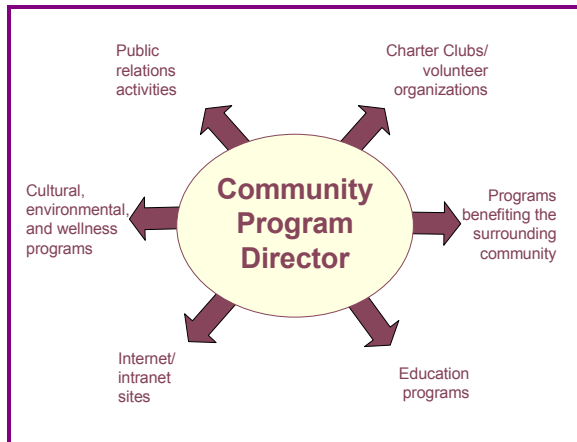 Public
relations
activities
Charter Clubs/
volunteer
organizations
Cultural,
environmental,
and wellness
programs
Community
Program
Director
Programs
benefiting the
surrounding
community
Internet/
intranet
sites
Education
programs